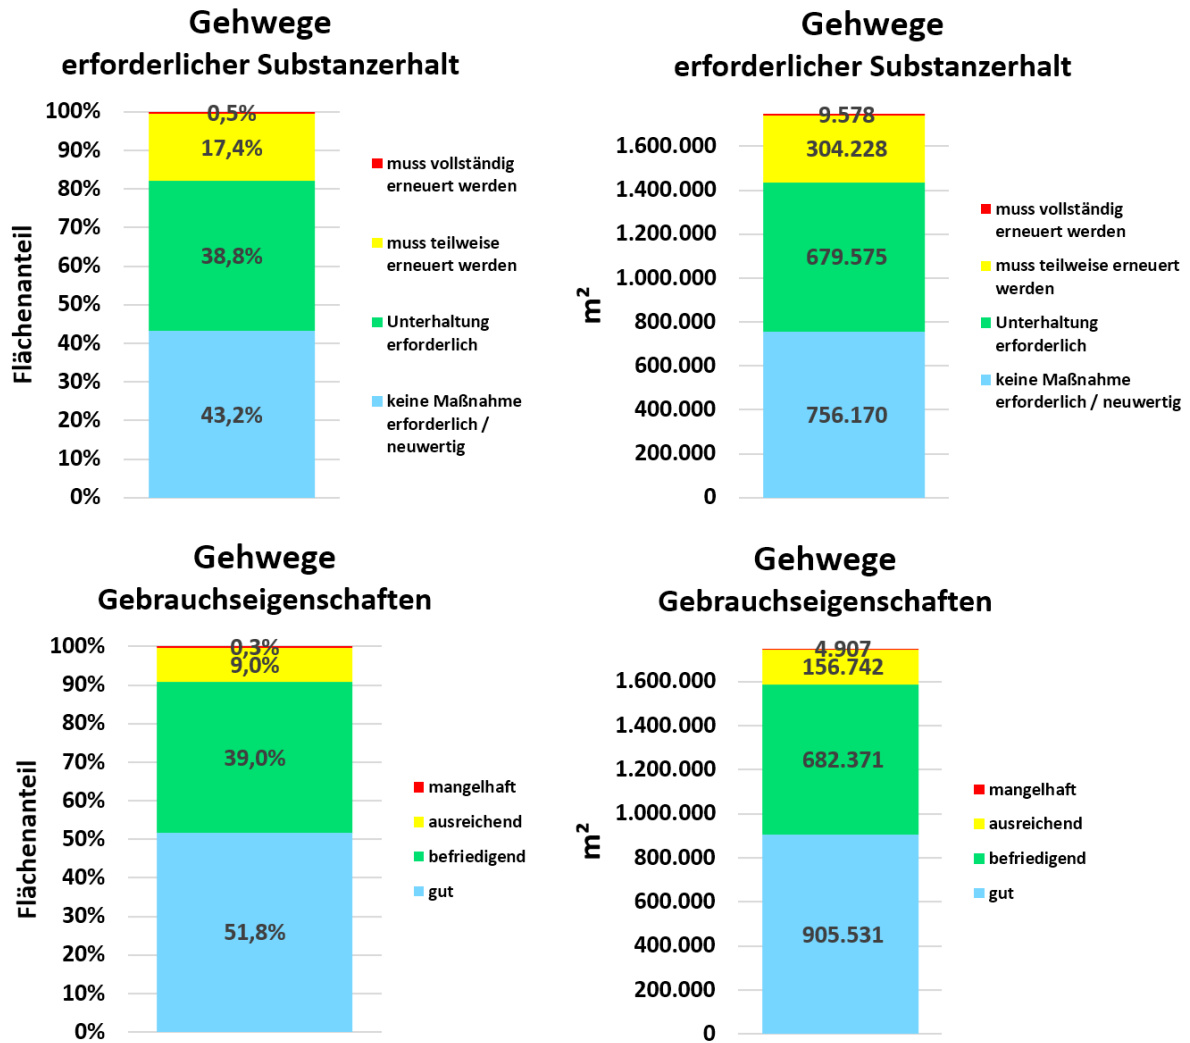 Gehwege
erforderlicher Substanzerhalt
Flächenanteil
100%
90%
80%
70%
60%
50%
40%
30%
20%
10%
0%
0,5%
17,4%
38,8%
43,2%
muss vollständig
erneuert werden
muss teilweise
erneuert werden
Unterhaltung
erforderlich
keine Maßnahme
erforderlich /
neuwertig
Gehwege
erforderlicher Substanzerhalt
m²
1.600.000
1.400.000
1.200.000
1.000.000
800.000
600.000
400.000
200.000
0
9.578
304.228
679.575
756.170
muss vollständig
erneuert werden
muss teilweise erneuert
werden
Unterhaltung
erforderlich
keine Maßnahme
erforderlich / neuwertig
Gehwege
Gebrauchseigenschaften
Flächenanteil
100%
90%
80%
70%
60%
50%
40%
30%
20%
10%
0%
0,3%
9,0%
39,0%
51,8%
mangelhaft
ausreichend
befriedigend
gut
Gehwege
Gebrauchseigenschaften
m²
1.600.000
1.400.000
1.200.000
1.000.000
800.000
600.000
400.000
200.000
0
4.907
156.742
682.371
905.531
mangelhaft
ausreichend
befriedigend
gut